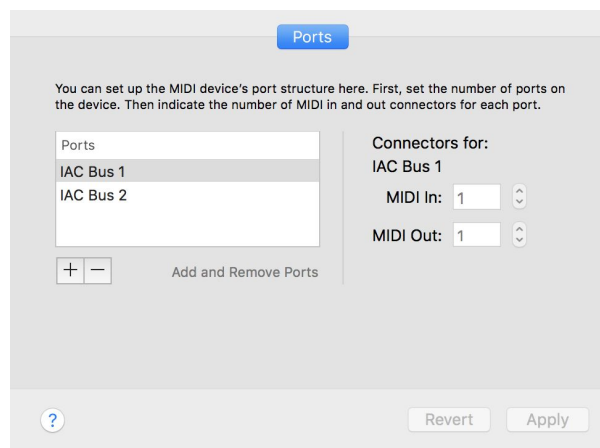 Ports
You can set up the MIDI device's port structure here. First, set the number of ports on
the device. Then indicate the number of MIDI in and out connectors for each port.
Ports
IAC Bus 1
IAC Bus 2
+ −
Add and Remove Ports
Connectors for:
IAC Bus 1
MIDI In: 1
MIDI Out: 1
?
Revert
Apply